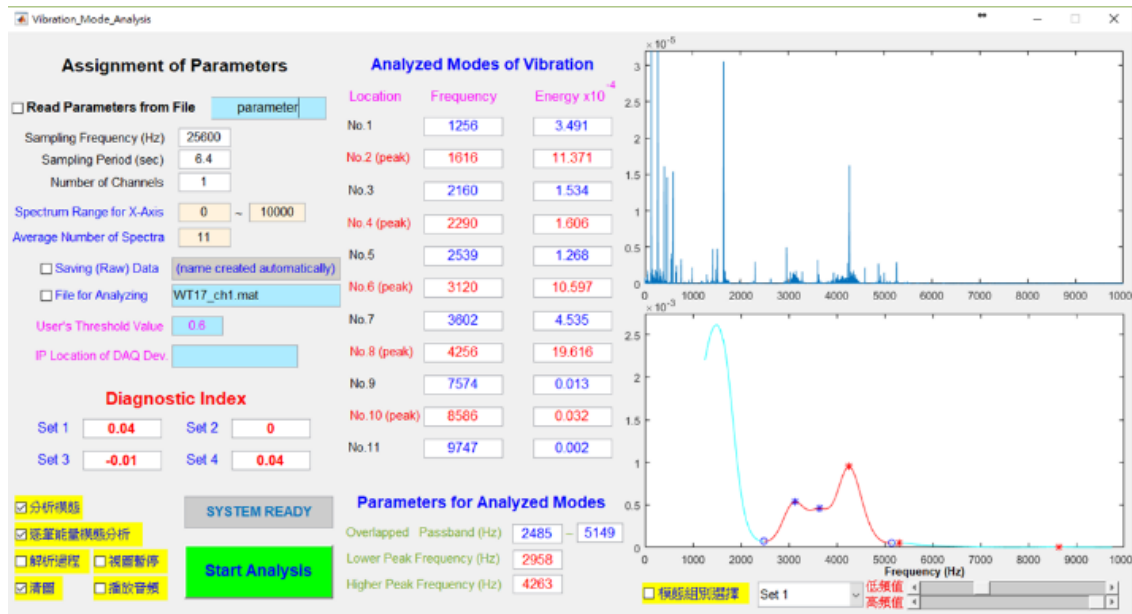 Vibration_Mode_Analysis
Assignment of Parameters
Read Parameters from File parameter
Sampling Frequency (Hz) 25600
Sampling Period (sec) 6.4
Number of Channels 1
Spectrum Range for X-Axis 0 ~ 10000
Average Number of Spectra 11
Saving (Raw) Data (name created automatically)
File for Analyzing WT17_ch1.mat
User's Threshold Value 0.6
IP Location of DAQ Dev.
Diagnostic Index
Set 1 0.04 Set 2 0
Set 3 -0.01 Set 4 0.04
分析模態
逐筆能量模態分析
解析過程 視圖暫停
清圖 播放音頻
SYSTEM READY
Start Analysis
Analyzed Modes of Vibration
Location Frequency Energy x10^-4
No.1 1256 3.491
No.2 (peak) 1616 11.371
No.3 2160 1.534
No.4 (peak) 2290 1.606
No.5 2539 1.268
No.6 (peak) 3120 10.597
No.7 3602 4.535
No.8 (peak) 4256 19.616
No.9 7574 0.013
No.10 (peak) 8586 0.032
No.11 9747 0.002
Parameters for Analyzed Modes
Overlapped Passband (Hz) 2485 – 5149
Lower Peak Frequency (Hz) 2958
Higher Peak Frequency (Hz) 4263
×10^-5
3
2.5
2
1.5
1
0.5
0
0 1000 2000 3000 4000 5000 6000 7000 8000 9000 10000
×10^-3
2.5
2
1.5
1
0.5
0
0 1000 2000 3000 4000 5000 6000 7000 8000 9000 10000
Frequency (Hz)
模態組別選擇 Set 1 低頻值
高頻值